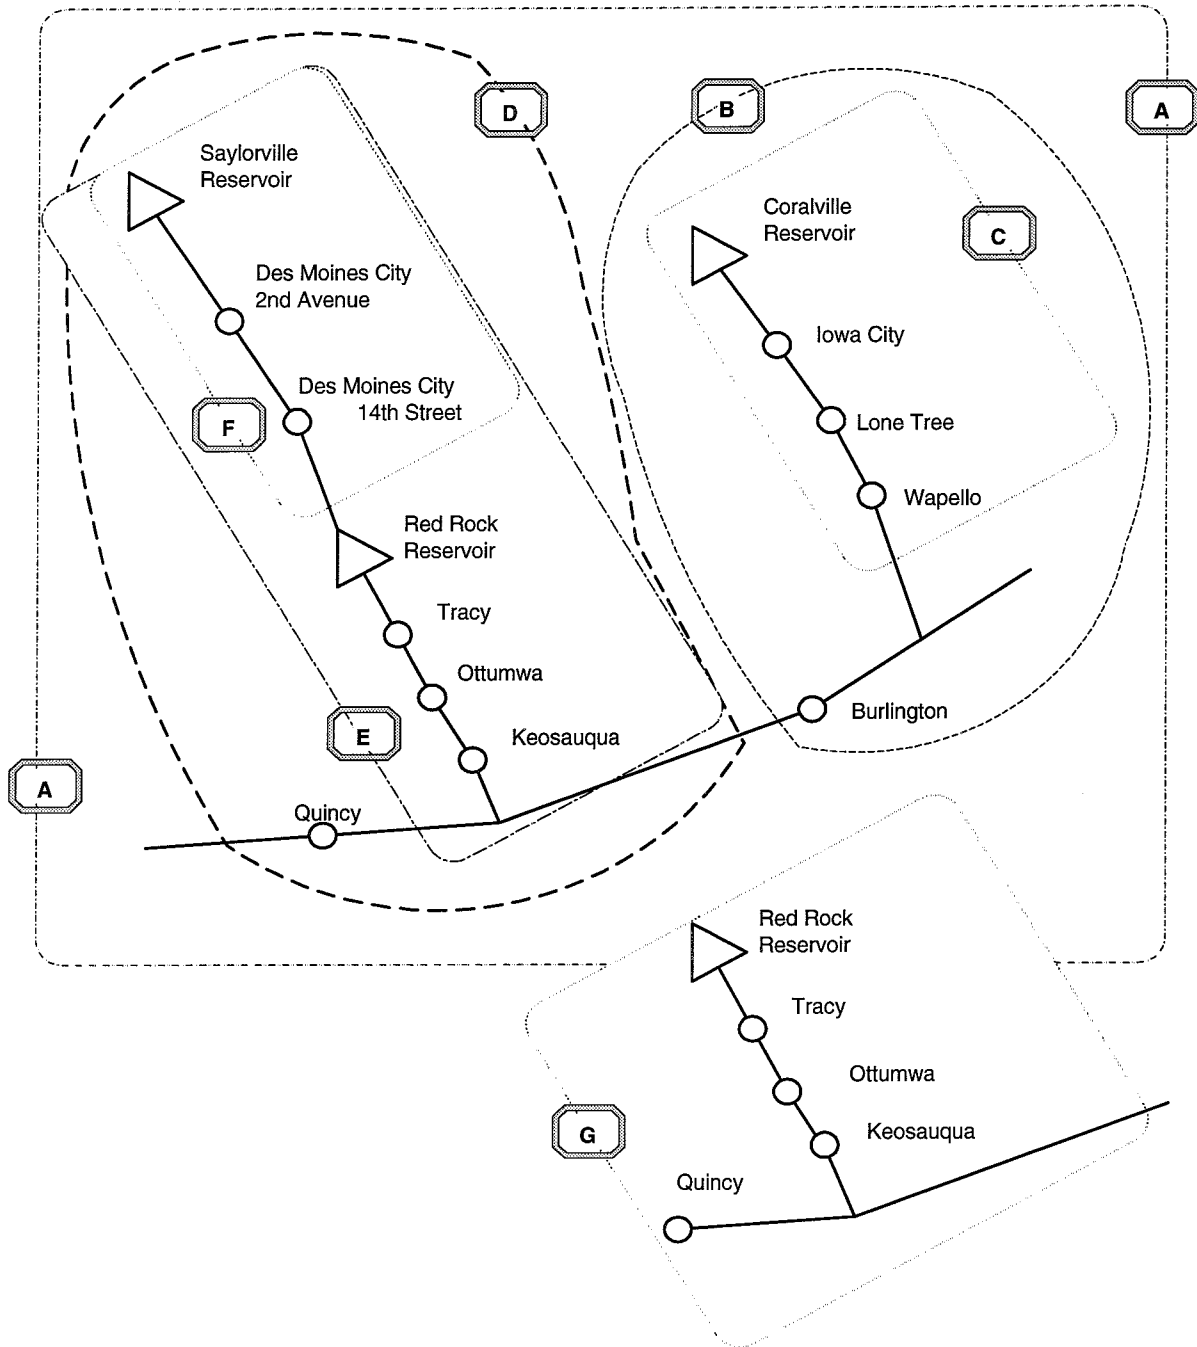 D
B
A
Saylorville
Reservoir
Coralville
Reservoir
C
Des Moines City
2nd Avenue
Iowa City
Des Moines City
14th Street
F
Lone Tree
Wapello
Red Rock
Reservoir
Tracy
Ottumwa
E
Keosauqua
Burlington
A
Quincy
Red Rock
Reservoir
Tracy
Ottumwa
G
Keosauqua
Quincy